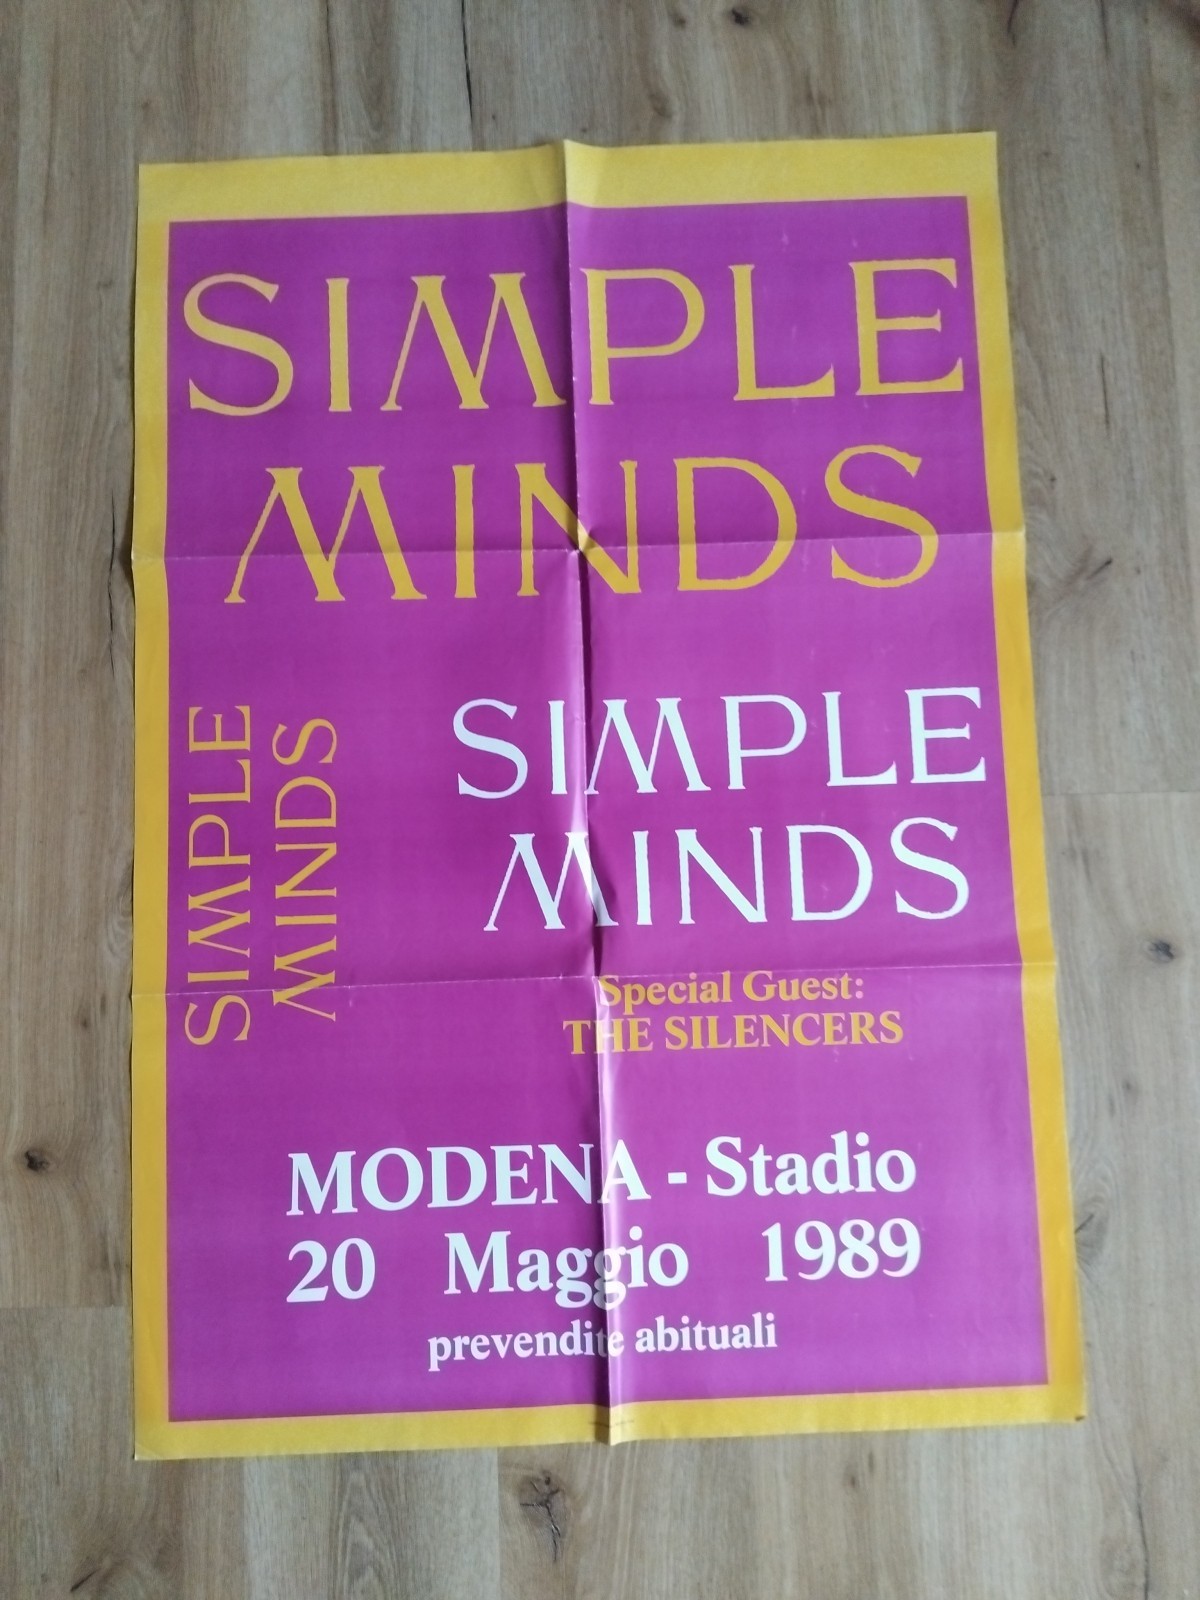 SIMPLE
MINDS
SIMPLE
MINDS
SIMPLE
MINDS
Special Guest:
THE SILENCERS
MODENA - Stadio
20 Maggio 1989
prevendite abituali